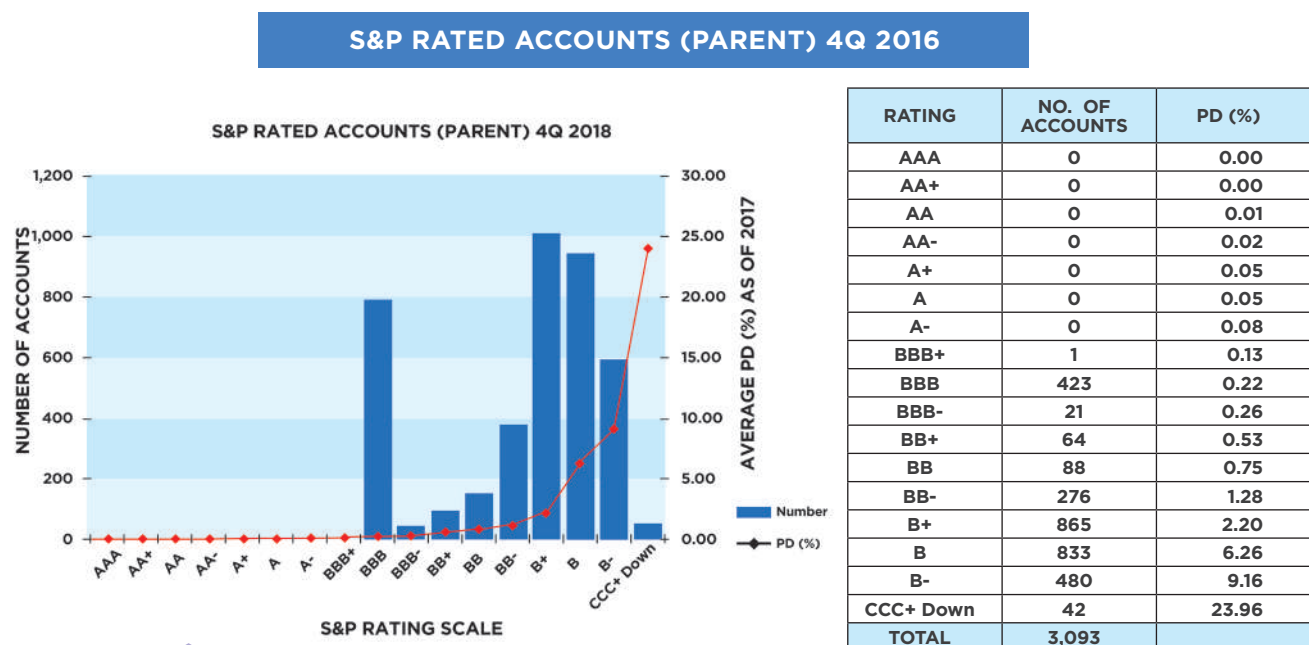 S&P RATED ACCOUNTS (PARENT) 4Q 2016
S&P RATED ACCOUNTS (PARENT) 4Q 2018
NUMBER OF ACCOUNTS
1,200
1,000
800
600
400
200
0
30.00
25.00
20.00
15.00
10.00
5.00
0.00
AVERAGE PD (%) AS OF 2017
Number
PD (%)
AAA
AA+
AA
AA-
A+
A
A-
BBB+
BBB
BBB-
BB+
BB
BB-
B+
B
B-
CCC+ Down
S&P RATING SCALE
RATING NO. OF ACCOUNTS PD (%)
AAA 0 0.00
AA+ 0 0.00
AA 0 0.01
AA- 0 0.02
A+ 0 0.05
A 0 0.05
A- 0 0.08
BBB+ 1 0.13
BBB 423 0.22
BBB- 21 0.26
BB+ 64 0.53
BB 88 0.75
BB- 276 1.28
B+ 865 2.20
B 833 6.26
B- 480 9.16
CCC+ Down 42 23.96
TOTAL 3,093